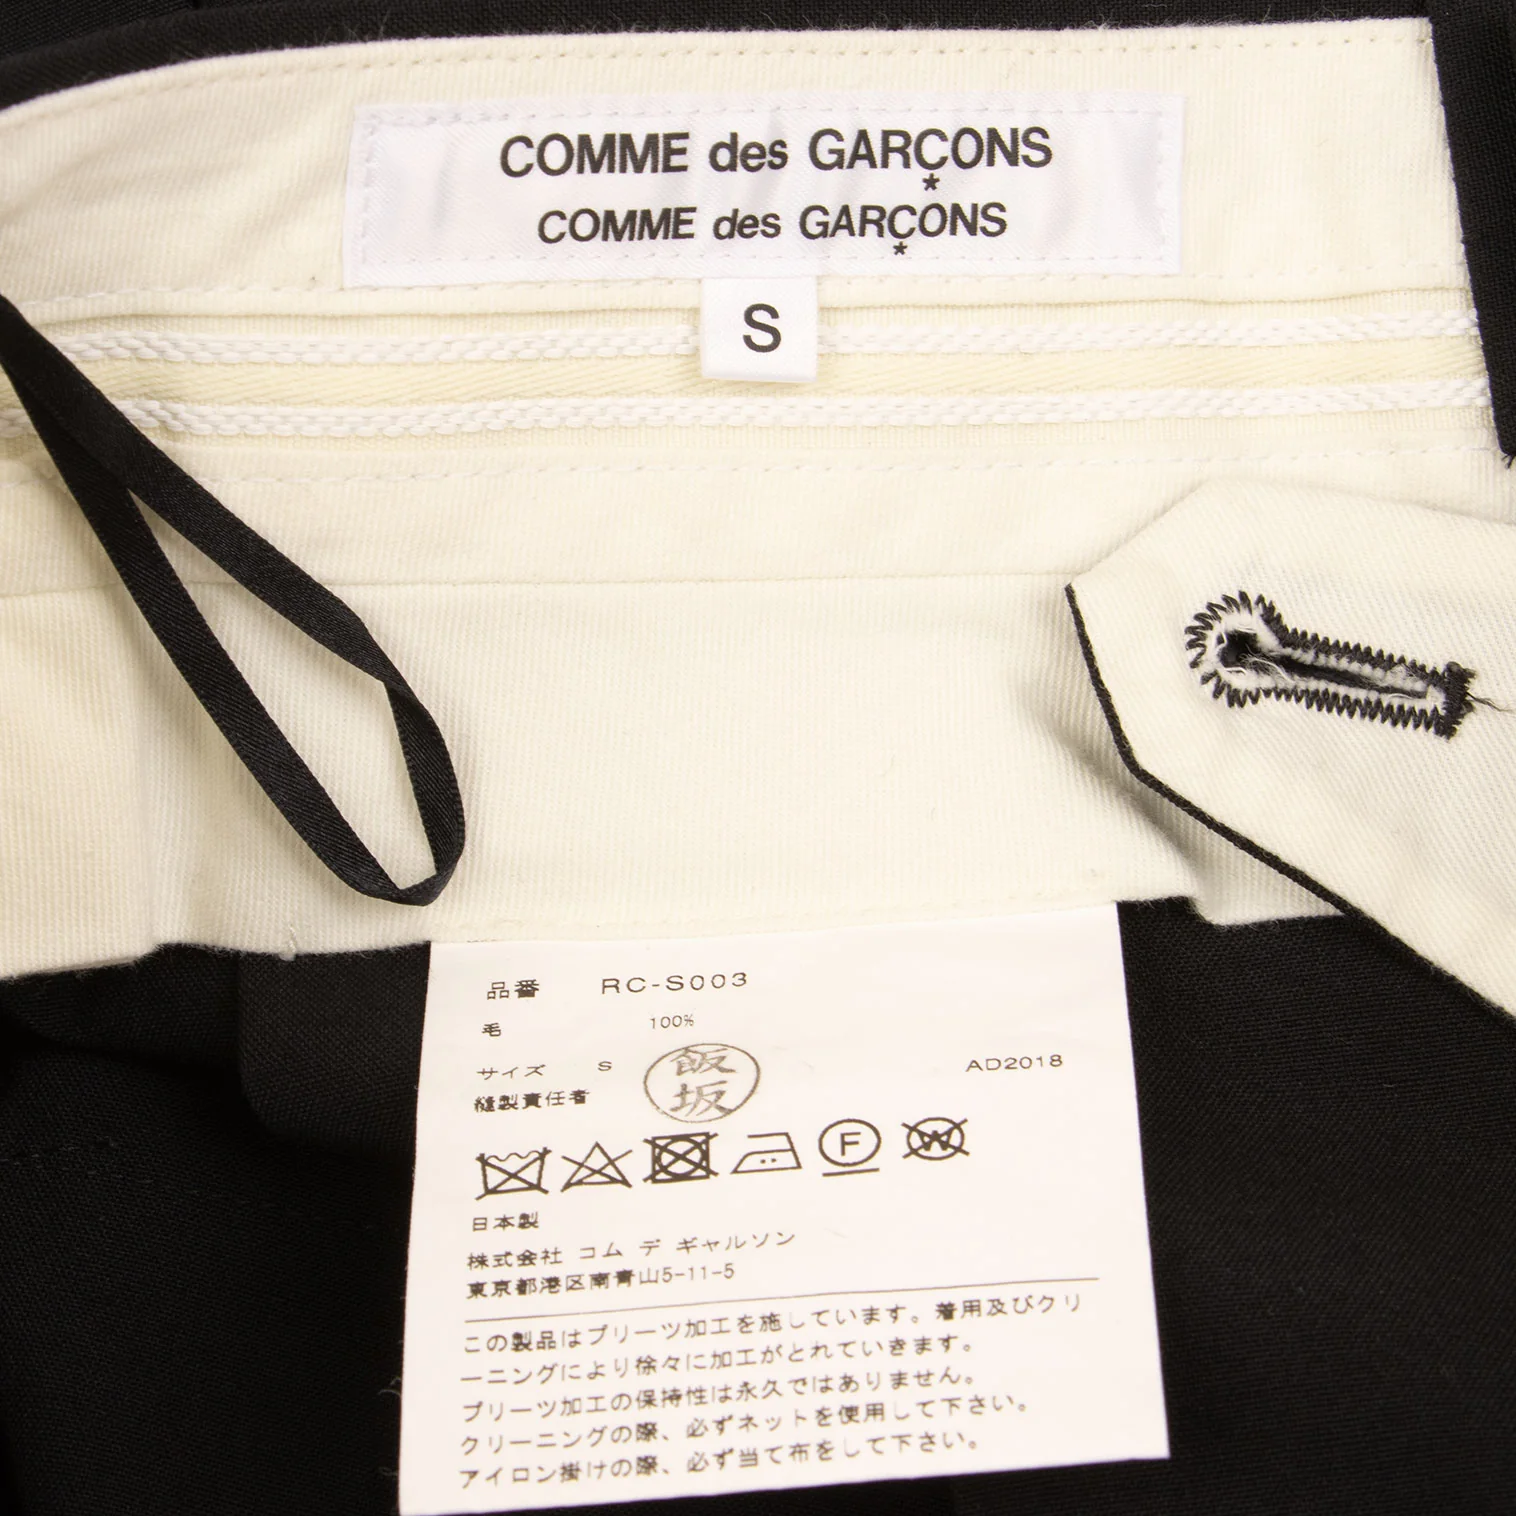 COMME des GARÇONS
*
COMME des GARÇONS
*
S
品番 RC-S003
毛 100%
サイズ S AD2018
縫製責任者 飯坂
F
W
日本製
株式会社 コム デ ギャルソン
東京都港区南青山5-11-5
この製品はプリーツ加工を施しています。着用及びクリ
ーニングにより徐々に加工がとれていきます。
プリーツ加工の保持性は永久ではありません。
クリーニングの際、必ずネットを使用して下さい。
アイロン掛けの際、必ず当て布をして下さい。